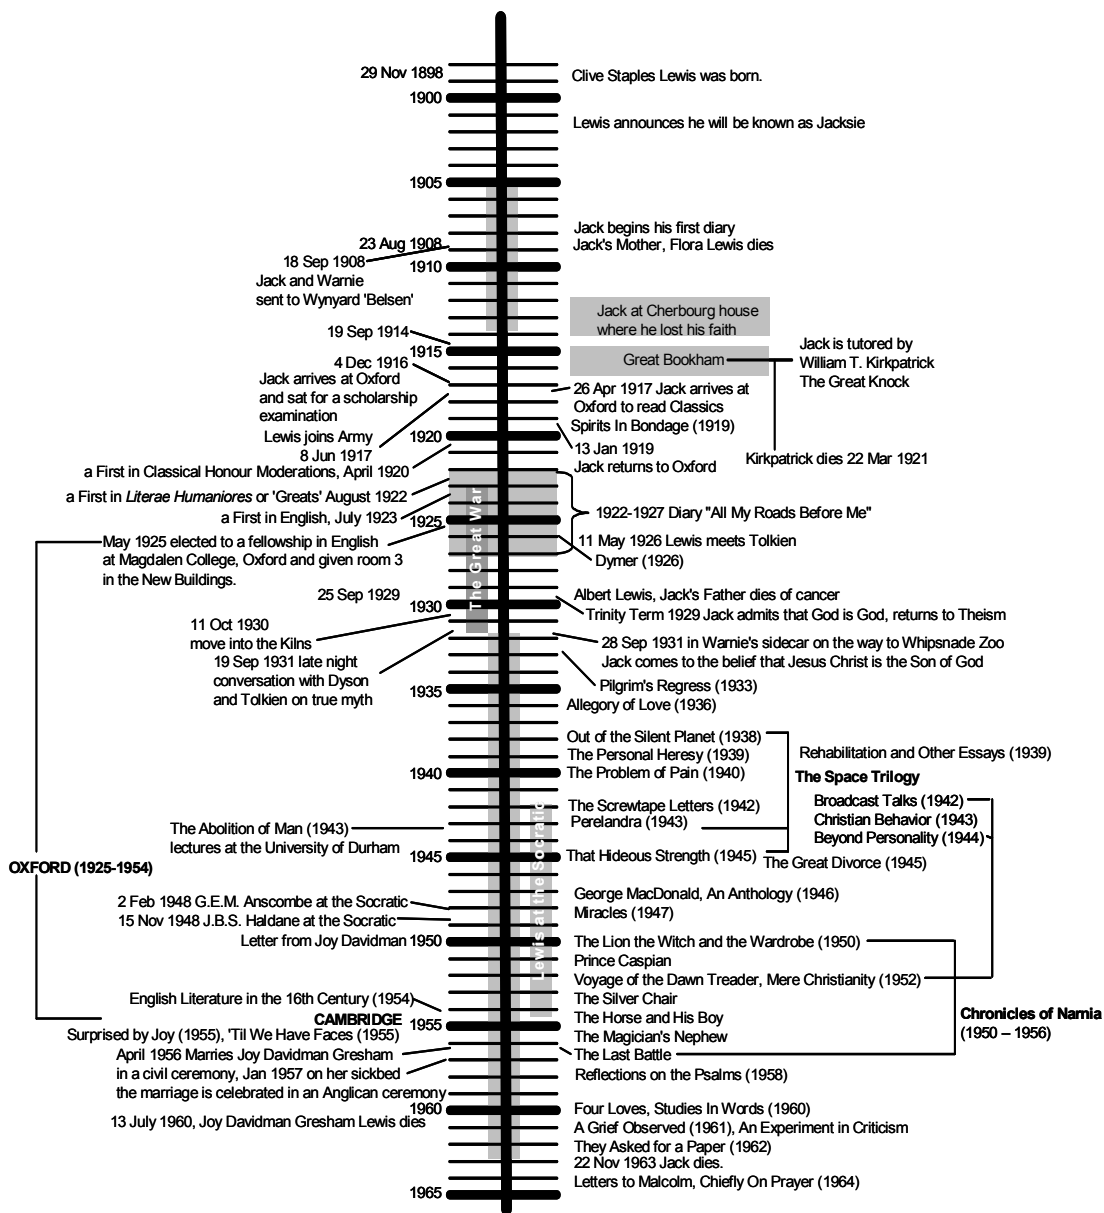 29 Nov 1898
Clive Staples Lewis was born.
1900
Lewis announces he will be known as Jacksie
1905
Jack begins his first diary
23 Aug 1908
Jack's Mother, Flora Lewis dies
18 Sep 1908
1910
Jack and Warnie
sent to Wynyard 'Belsen'
Jack at Cherbourg house
where he lost his faith
19 Sep 1914
1915
Great Bookham
Jack is tutored by
William T. Kirkpatrick
The Great Knock
4 Dec 1916
Jack arrives at Oxford
and sat for a scholarship
examination
26 Apr 1917 Jack arrives at
Oxford to read Classics
Spirits In Bondage (1919)
Lewis joins Army
8 Jun 1917
1920
13 Jan 1919
Jack returns to Oxford
Kirkpatrick dies 22 Mar 1921
a First in Classical Honour Moderations, April 1920
a First in Literae Humaniores or 'Greats' August 1922
a First in English, July 1923
The Great War
1922-1927 Diary "All My Roads Before Me"
1925
May 1925 elected to a fellowship in English
at Magdalen College, Oxford and given room 3
in the New Buildings.
11 May 1926 Lewis meets Tolkien
Dymer (1926)
25 Sep 1929
Albert Lewis, Jack's Father dies of cancer
1930
Trinity Term 1929 Jack admits that God is God, returns to Theism
11 Oct 1930
move into the Kilns
28 Sep 1931 in Warnie's sidecar on the way to Whipsnade Zoo
Jack comes to the belief that Jesus Christ is the Son of God
19 Sep 1931 late night
conversation with Dyson
and Tolkien on true myth
Pilgrim's Regress (1933)
1935
Allegory of Love (1936)
Out of the Silent Planet (1938)
The Personal Heresy (1939)
Rehabilitation and Other Essays (1939)
1940
The Problem of Pain (1940)
The Space Trilogy
The Screwtape Letters (1942)
Perelandra (1943)
Broadcast Talks (1942)
Christian Behavior (1943)
Beyond Personality (1944)
The Abolition of Man (1943)
lectures at the University of Durham
Lewis at the Socratic
1945
That Hideous Strength (1945)
The Great Divorce (1945)
OXFORD (1925-1954)
George MacDonald, An Anthology (1946)
Miracles (1947)
2 Feb 1948 G.E.M. Anscombe at the Socratic
15 Nov 1948 J.B.S. Haldane at the Socratic
Letter from Joy Davidman 1950
The Lion the Witch and the Wardrobe (1950)
Prince Caspian
Voyage of the Dawn Treader, Mere Christianity (1952)
The Silver Chair
The Horse and His Boy
The Magician's Nephew
The Last Battle
Chronicles of Narnia
(1950 – 1956)
English Literature in the 16th Century (1954)
CAMBRIDGE
1955
Surprised by Joy (1955), 'Til We Have Faces (1955)
April 1956 Marries Joy Davidman Gresham
in a civil ceremony, Jan 1957 on her sickbed
the marriage is celebrated in an Anglican ceremony
Reflections on the Psalms (1958)
1960
Four Loves, Studies In Words (1960)
13 July 1960, Joy Davidman Gresham Lewis dies
A Grief Observed (1961), An Experiment in Criticism
They Asked for a Paper (1962)
22 Nov 1963 Jack dies.
Letters to Malcolm, Chiefly On Prayer (1964)
1965